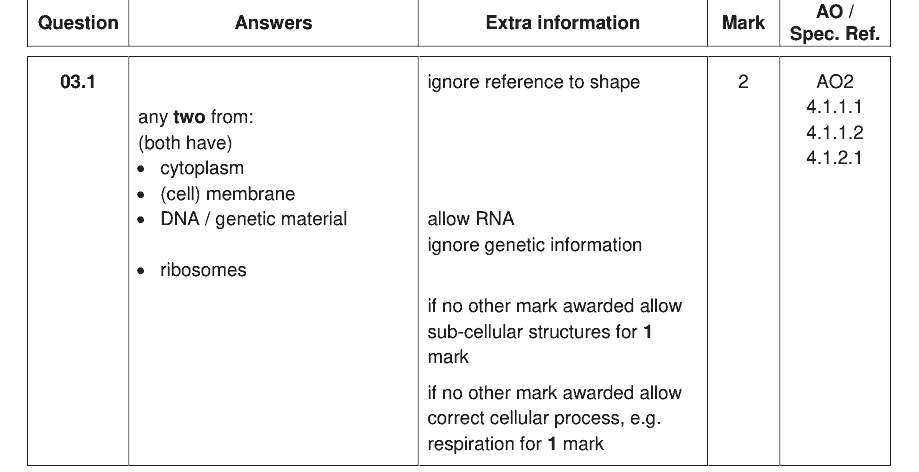 Question Answers Extra information Mark AO / Spec. Ref.
03.1 ignore reference to shape 2 AO2
any two from: 4.1.1.1
(both have) 4.1.1.2
• cytoplasm 4.1.2.1
• (cell) membrane
• DNA / genetic material allow RNA
ignore genetic information
• ribosomes
if no other mark awarded allow
sub-cellular structures for 1
mark
if no other mark awarded allow
correct cellular process, e.g.
respiration for 1 mark